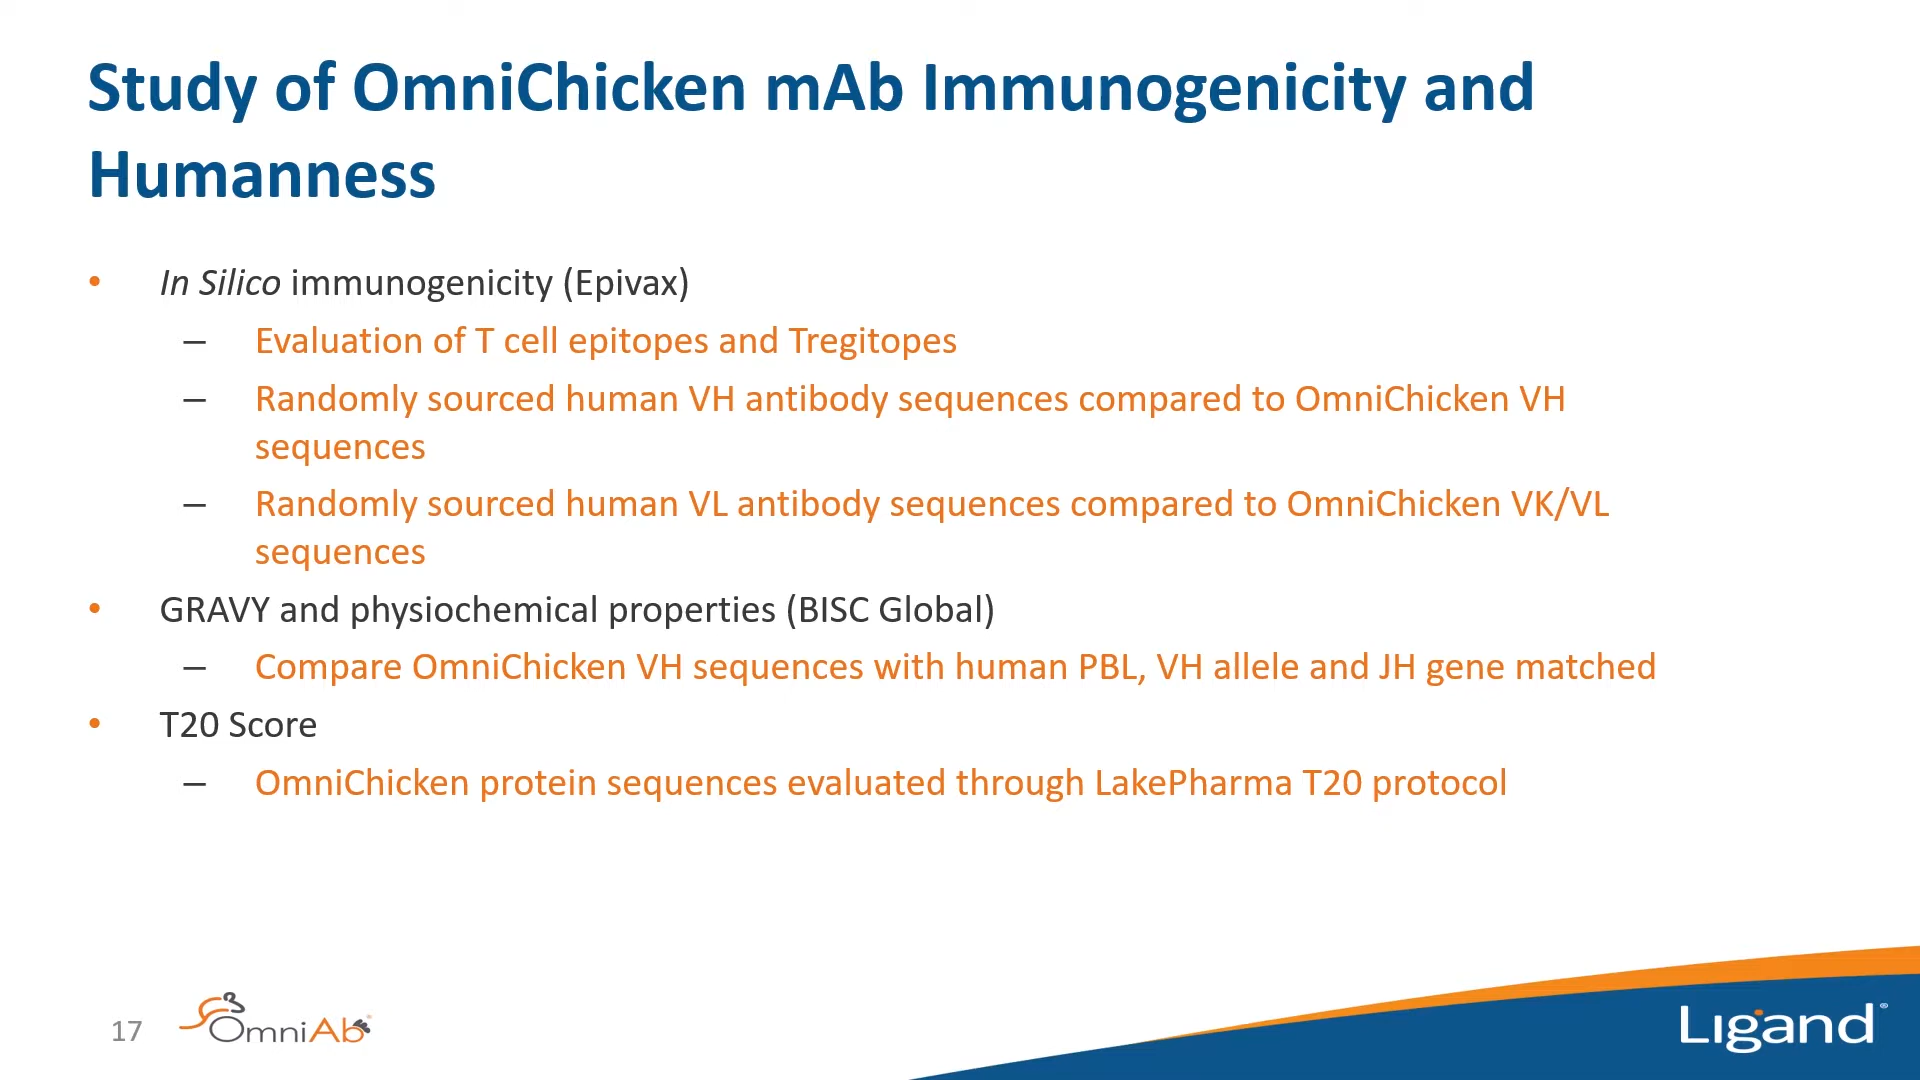 Study of OmniChicken mAb Immunogenicity and
Humanness
• In Silico immunogenicity (Epivax)
– Evaluation of T cell epitopes and Tregitopes
– Randomly sourced human VH antibody sequences compared to OmniChicken VH
sequences
– Randomly sourced human VL antibody sequences compared to OmniChicken VK/VL
sequences
• GRAVY and physiochemical properties (BISC Global)
– Compare OmniChicken VH sequences with human PBL, VH allele and JH gene matched
• T20 Score
– OmniChicken protein sequences evaluated through LakePharma T20 protocol
17
OmniAb
Ligand®